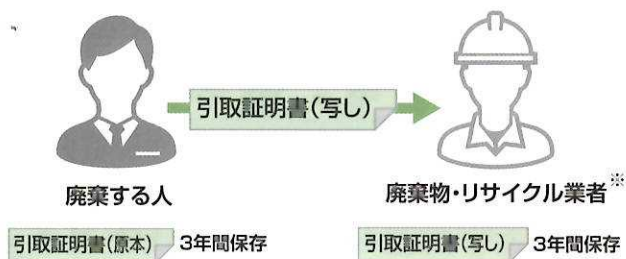 引取証明書(写し)
廃棄する人
廃棄物・リサイクル業者※
引取証明書(原本) 3年間保存
引取証明書(写し) 3年間保存